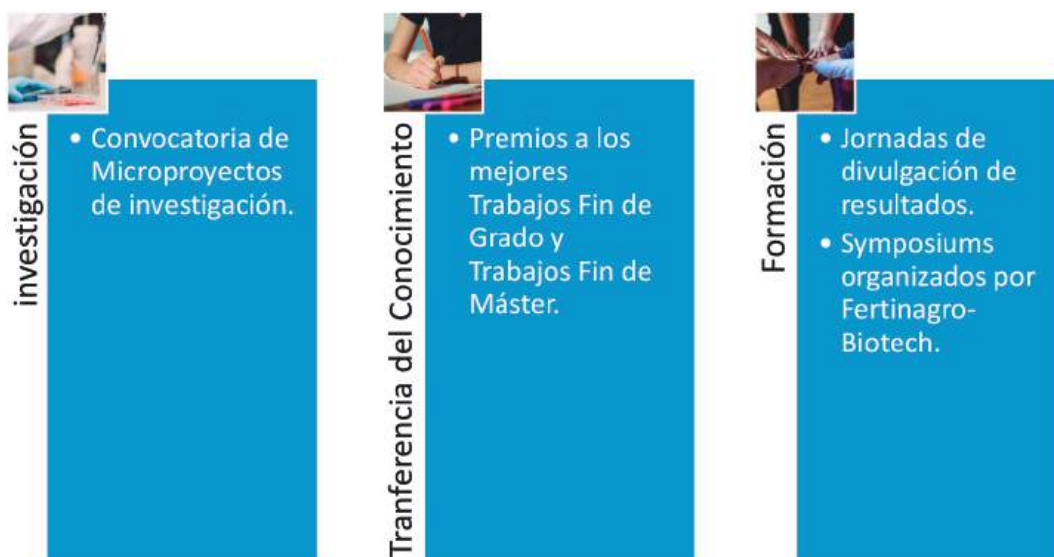 investigación
• Convocatoria de
Microproyectos
de investigación.
Tranferencia del Conocimiento
• Premios a los
mejores
Trabajos Fin de
Grado y
Trabajos Fin de
Máster.
Formación
• Jornadas de
divulgación de
resultados.
• Symposiums
organizados por
Fertinagro-
Biotech.